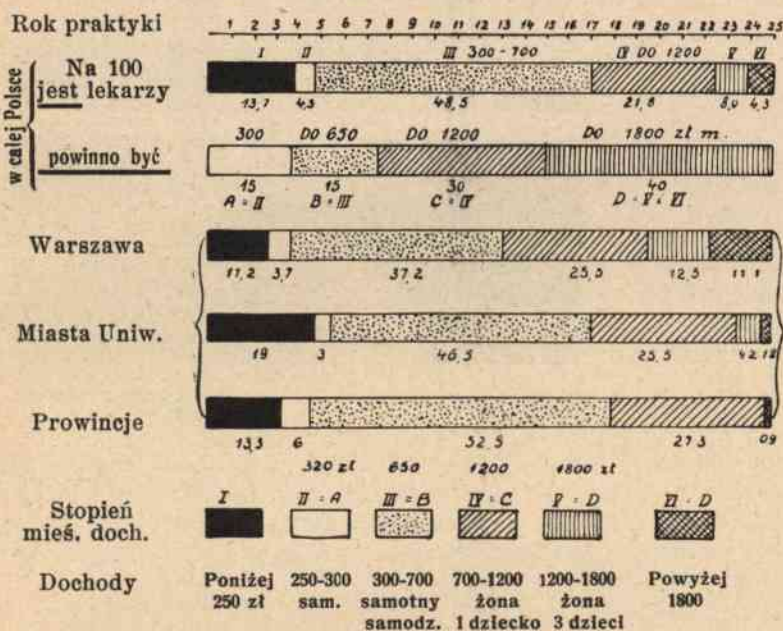 Rok praktyki 1 2 3 4 5 6 7 8 9 10 11 12 13 14 15 16 17 18 19 20 21 22 23 24 25
I II III 300-700 IV DO 1200 V VI
w całej Polsce
Na 100
jest lekarzy
13,7 4,3 48,5 21,8 8,0 4,3
300 Do 650 Do 1200 Do 1800 zł m.
powinno być
15 15 30 40
A = II B = III C = IV D = V i VI
Warszawa
11,2 3,7 37,2 25,5 12,5 11 1
Miasta Uniw.
19 3 46,5 25,5 4 2 1 8
Prowincje
13,3 6 52,5 27 3 0 9
320 zł 650 1200 1800 zł
Stopień I II = A III = B IV = C V = D VI = D
mieś. doch.
Dochody Poniżej 250-300 300-700 700-1200 1200-1800 Powyżej
250 zł sam. samotny żona żona 1800
samodz. 1 dziecko 3 dzieci